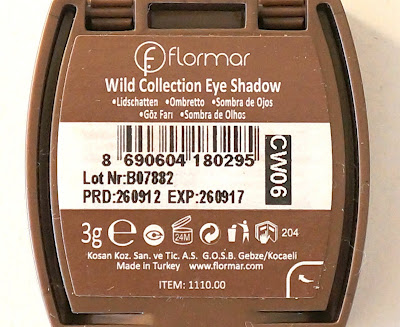 flormar
Wild Collection Eye Shadow
•Lidschatten •Ombretto •Sombra de Ojos
•Göz Farı •Sombra de Olhos
8 690604 180295
Lot Nr:B07882
PRD:260912 EXP:260917
CW06
3g e 24M 204
Kosan Koz. San. ve Tic. A.S. G.O.S.B. Gebze/Kocaeli
Made in Turkey www.flormar.com
ITEM: 1110.00